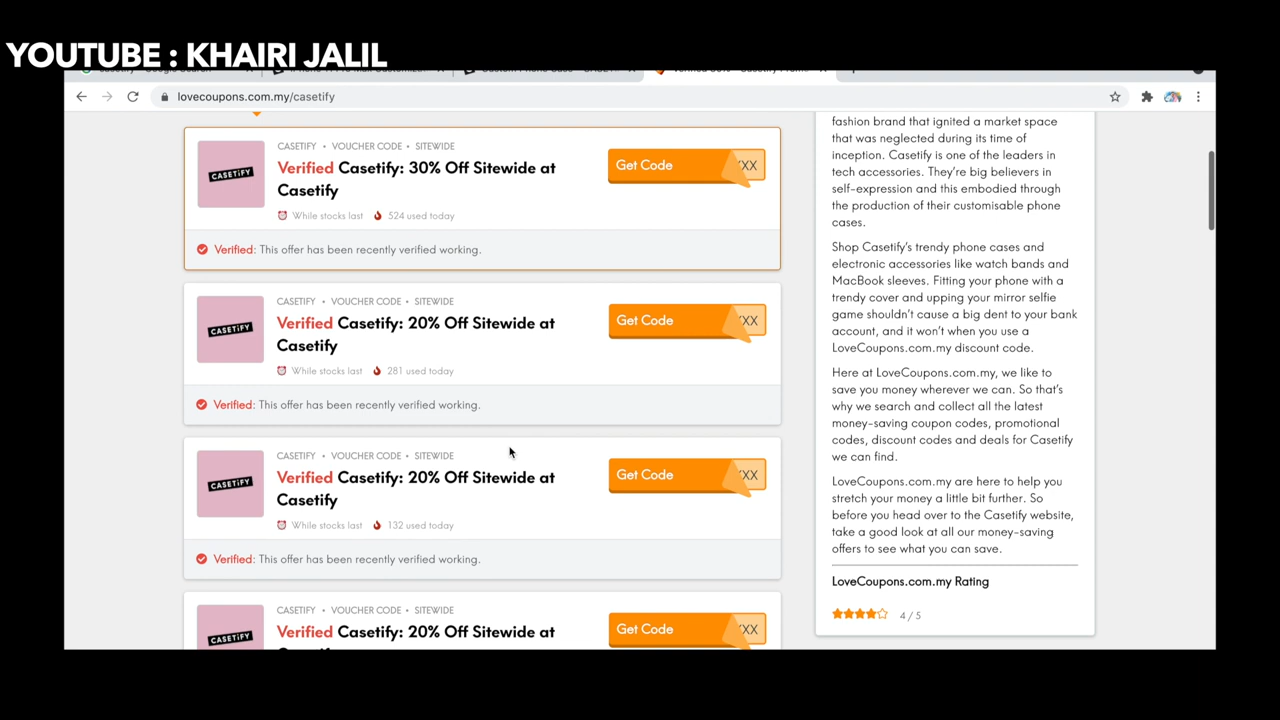 YOUTUBE : KHAIRI JALIL
lovecoupons.com.my/casetify
CASETIFY • VOUCHER CODE • SITEWIDE
Verified Casetify: 30% Off Sitewide at
Casetify
While stocks last 524 used today
Get Code XX
CASETiFY
Verified: This offer has been recently verified working.
CASETIFY • VOUCHER CODE • SITEWIDE
Verified Casetify: 20% Off Sitewide at
Casetify
While stocks last 281 used today
Get Code XX
CASETiFY
Verified: This offer has been recently verified working.
CASETIFY • VOUCHER CODE • SITEWIDE
Verified Casetify: 20% Off Sitewide at
Casetify
While stocks last 132 used today
Get Code XX
CASETiFY
Verified: This offer has been recently verified working.
CASETIFY • VOUCHER CODE • SITEWIDE
Verified Casetify: 20% Off Sitewide at
Get Code XX
CASETiFY
fashion brand that ignited a market space
that was neglected during its time of
inception. Casetify is one of the leaders in
tech accessories. They're big believers in
self-expression and this embodied through
the production of their customisable phone
cases.
Shop Casetify's trendy phone cases and
electronic accessories like watch bands and
MacBook sleeves. Fitting your phone with a
trendy cover and upping your mirror selfie
game shouldn't cause a big dent to your bank
account, and it won't when you use a
LoveCoupons.com.my discount code.
Here at LoveCoupons.com.my, we like to
save you money wherever we can. So that's
why we search and collect all the latest
money-saving coupon codes, promotional
codes, discount codes and deals for Casetify
we can find.
LoveCoupons.com.my are here to help you
stretch your money a little bit further. So
before you head over to the Casetify website,
take a good look at all our money-saving
offers to see what you can save.
LoveCoupons.com.my Rating
4 / 5